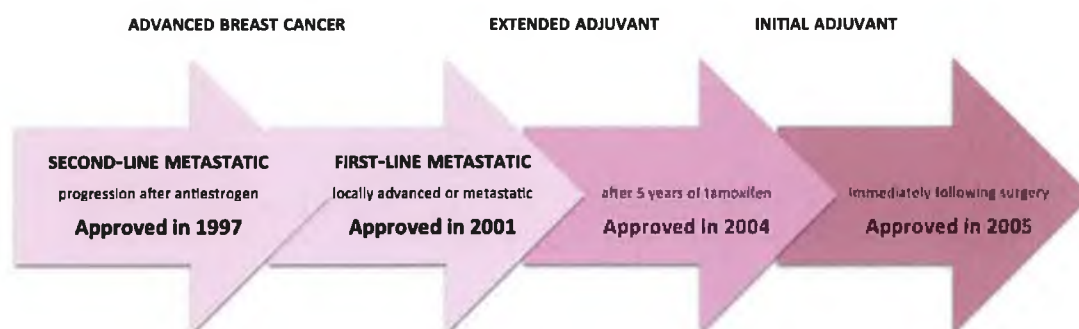 ADVANCED BREAST CANCER
EXTENDED ADJUVANT
INITIAL ADJUVANT
SECOND-LINE METASTATIC
progression after antiestrogen
Approved in 1997
FIRST-LINE METASTATIC
locally advanced or metastatic
Approved in 2001
after 5 years of tamoxifen
Approved in 2004
immediately following surgery
Approved in 2005